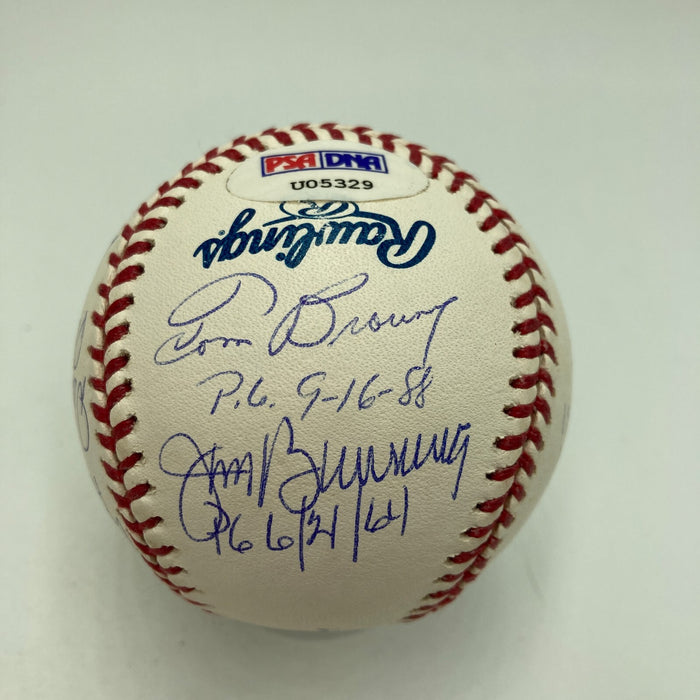 PSA DNA
U05329
Rawlings
R
Tom Browning
P.G. 9-16-88
Jim Bunning
PG 6/21/64